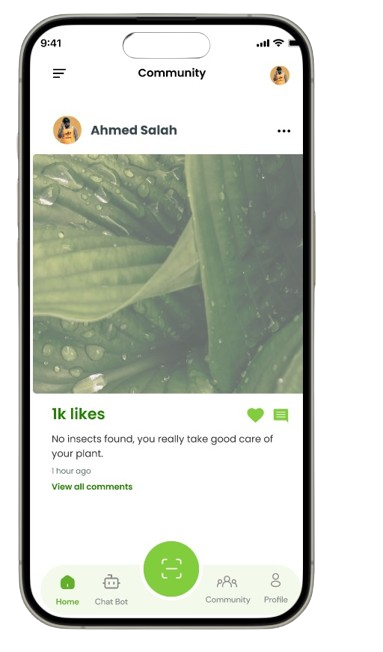 9:41
Community
Ahmed Salah
1k likes
No insects found, you really take good care of
your plant.
1 hour ago
View all comments
Home
Chat Bot
Community
Profile